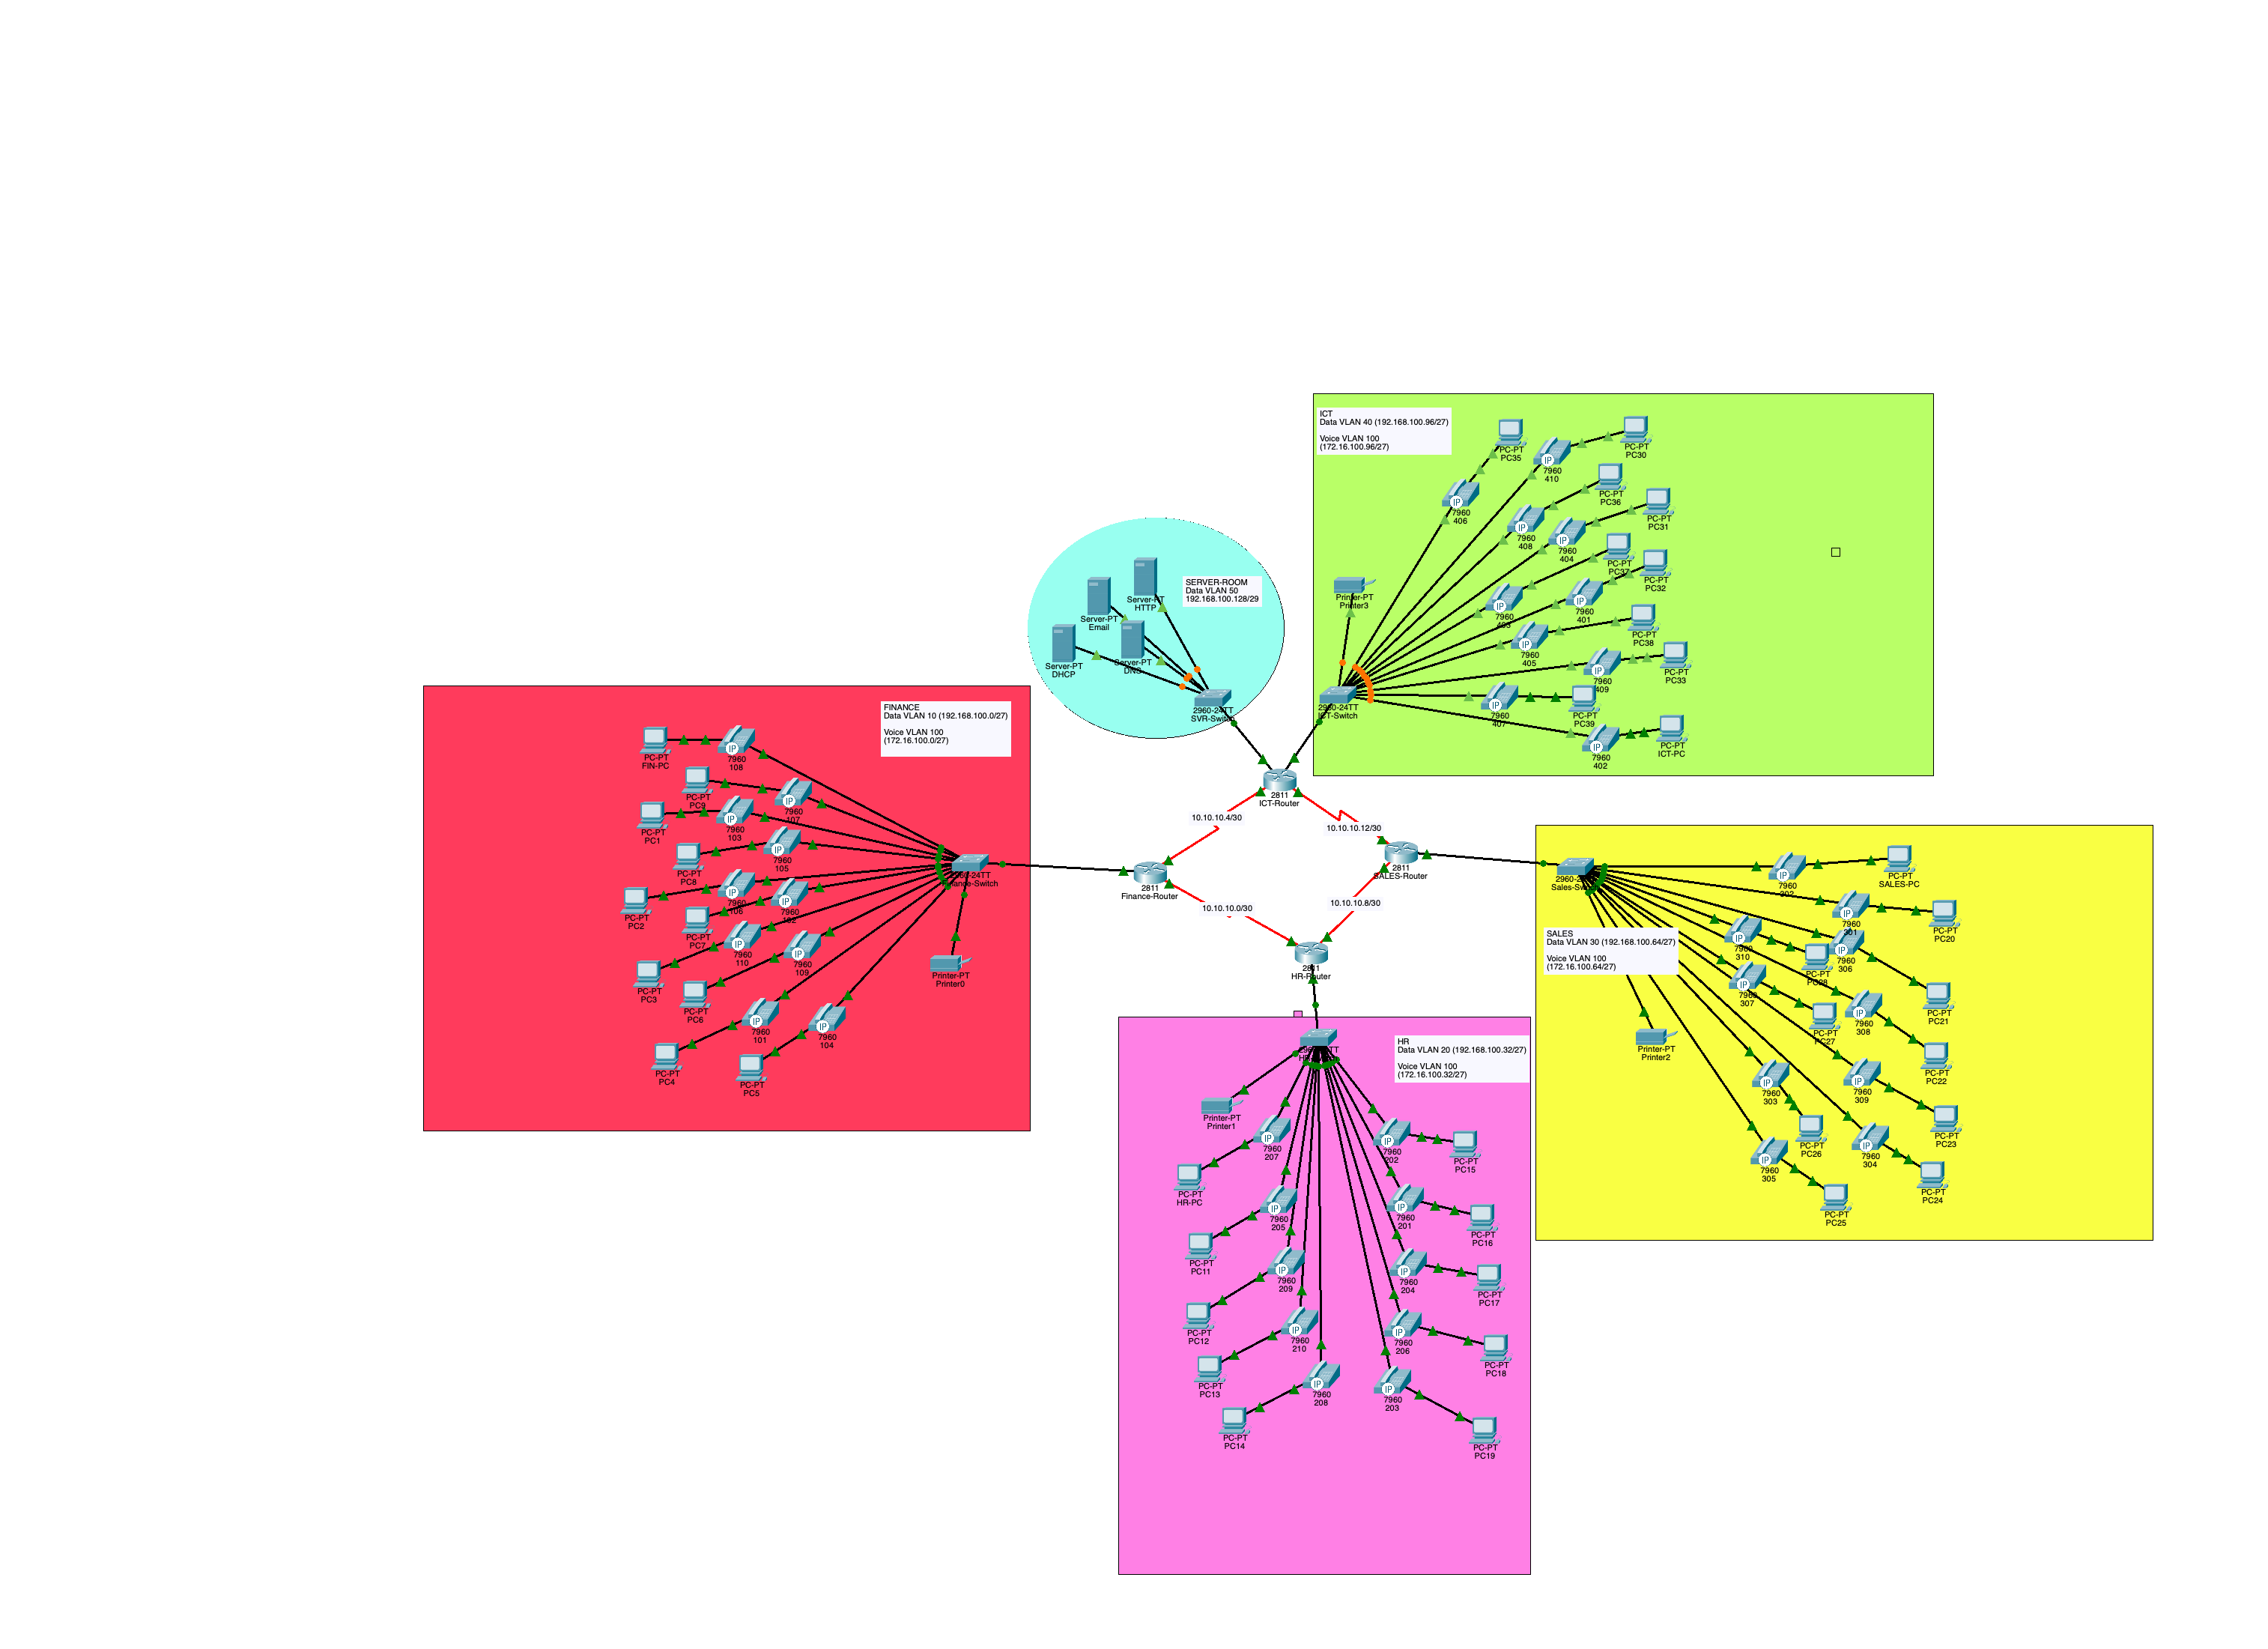 ICT
Data VLAN 40 (192.168.100.96/27)
Voice VLAN 100
(172.16.100.96/27)
PC-PT
PC35
7960
410
PC-PT
PC30
7960
406
PC-PT
PC36
7960
408
7960
404
PC-PT
PC31
PC-PT
PC37
PC-PT
PC32
Printer-PT
Printer3
7960
403
7960
401
7960
405
PC-PT
PC38
7960
409
PC-PT
PC33
7960
407
PC-PT
PC39
7960
402
PC-PT
ICT-PC
2960-24TT
ICT-Switch
SERVER-ROOM
Data VLAN 50
192.168.100.128/29
Server-PT
HTTP
Server-PT
Email
Server-PT
DNS
Server-PT
DHCP
2960-24TT
SVR-Switch
FINANCE
Data VLAN 10 (192.168.100.0/27)
Voice VLAN 100
(172.16.100.0/27)
PC-PT
FIN-PC
7960
108
PC-PT
PC9
7960
107
PC-PT
PC1
7960
103
PC-PT
PC8
7960
105
PC-PT
PC2
7960
106
PC-PT
PC7
7960
102
7960
110
7960
109
PC-PT
PC3
PC-PT
PC6
7960
101
7960
104
PC-PT
PC4
PC-PT
PC5
2960-24TT
Finance-Switch
Printer-PT
Printer0
2811
ICT-Router
10.10.10.4/30
10.10.10.12/30
2811
Finance-Router
2811
SALES-Router
10.10.10.0/30
10.10.10.8/30
2811
HR-Router
2960-24TT
SALES
Data VLAN 30 (192.168.100.64/27)
Voice VLAN 100
(172.16.100.64/27)
7960
302
PC-PT
SALES-PC
7960
301
PC-PT
PC20
7960
310
7960
306
PC-PT
PC28
7960
307
PC-PT
PC21
PC-PT
PC27
7960
308
Printer-PT
Printer2
PC-PT
PC22
7960
303
7960
309
PC-PT
PC26
PC-PT
PC23
7960
305
7960
304
PC-PT
PC25
PC-PT
PC24
HR
Data VLAN 20 (192.168.100.32/27)
Voice VLAN 100
(172.16.100.32/27)
Printer-PT
Printer1
7960
207
7960
202
PC-PT
PC15
PC-PT
HR-PC
7960
205
7960
201
PC-PT
PC16
PC-PT
PC11
7960
209
7960
204
PC-PT
PC17
PC-PT
PC12
7960
210
7960
206
PC-PT
PC18
PC-PT
PC13
7960
208
7960
203
PC-PT
PC14
PC-PT
PC19